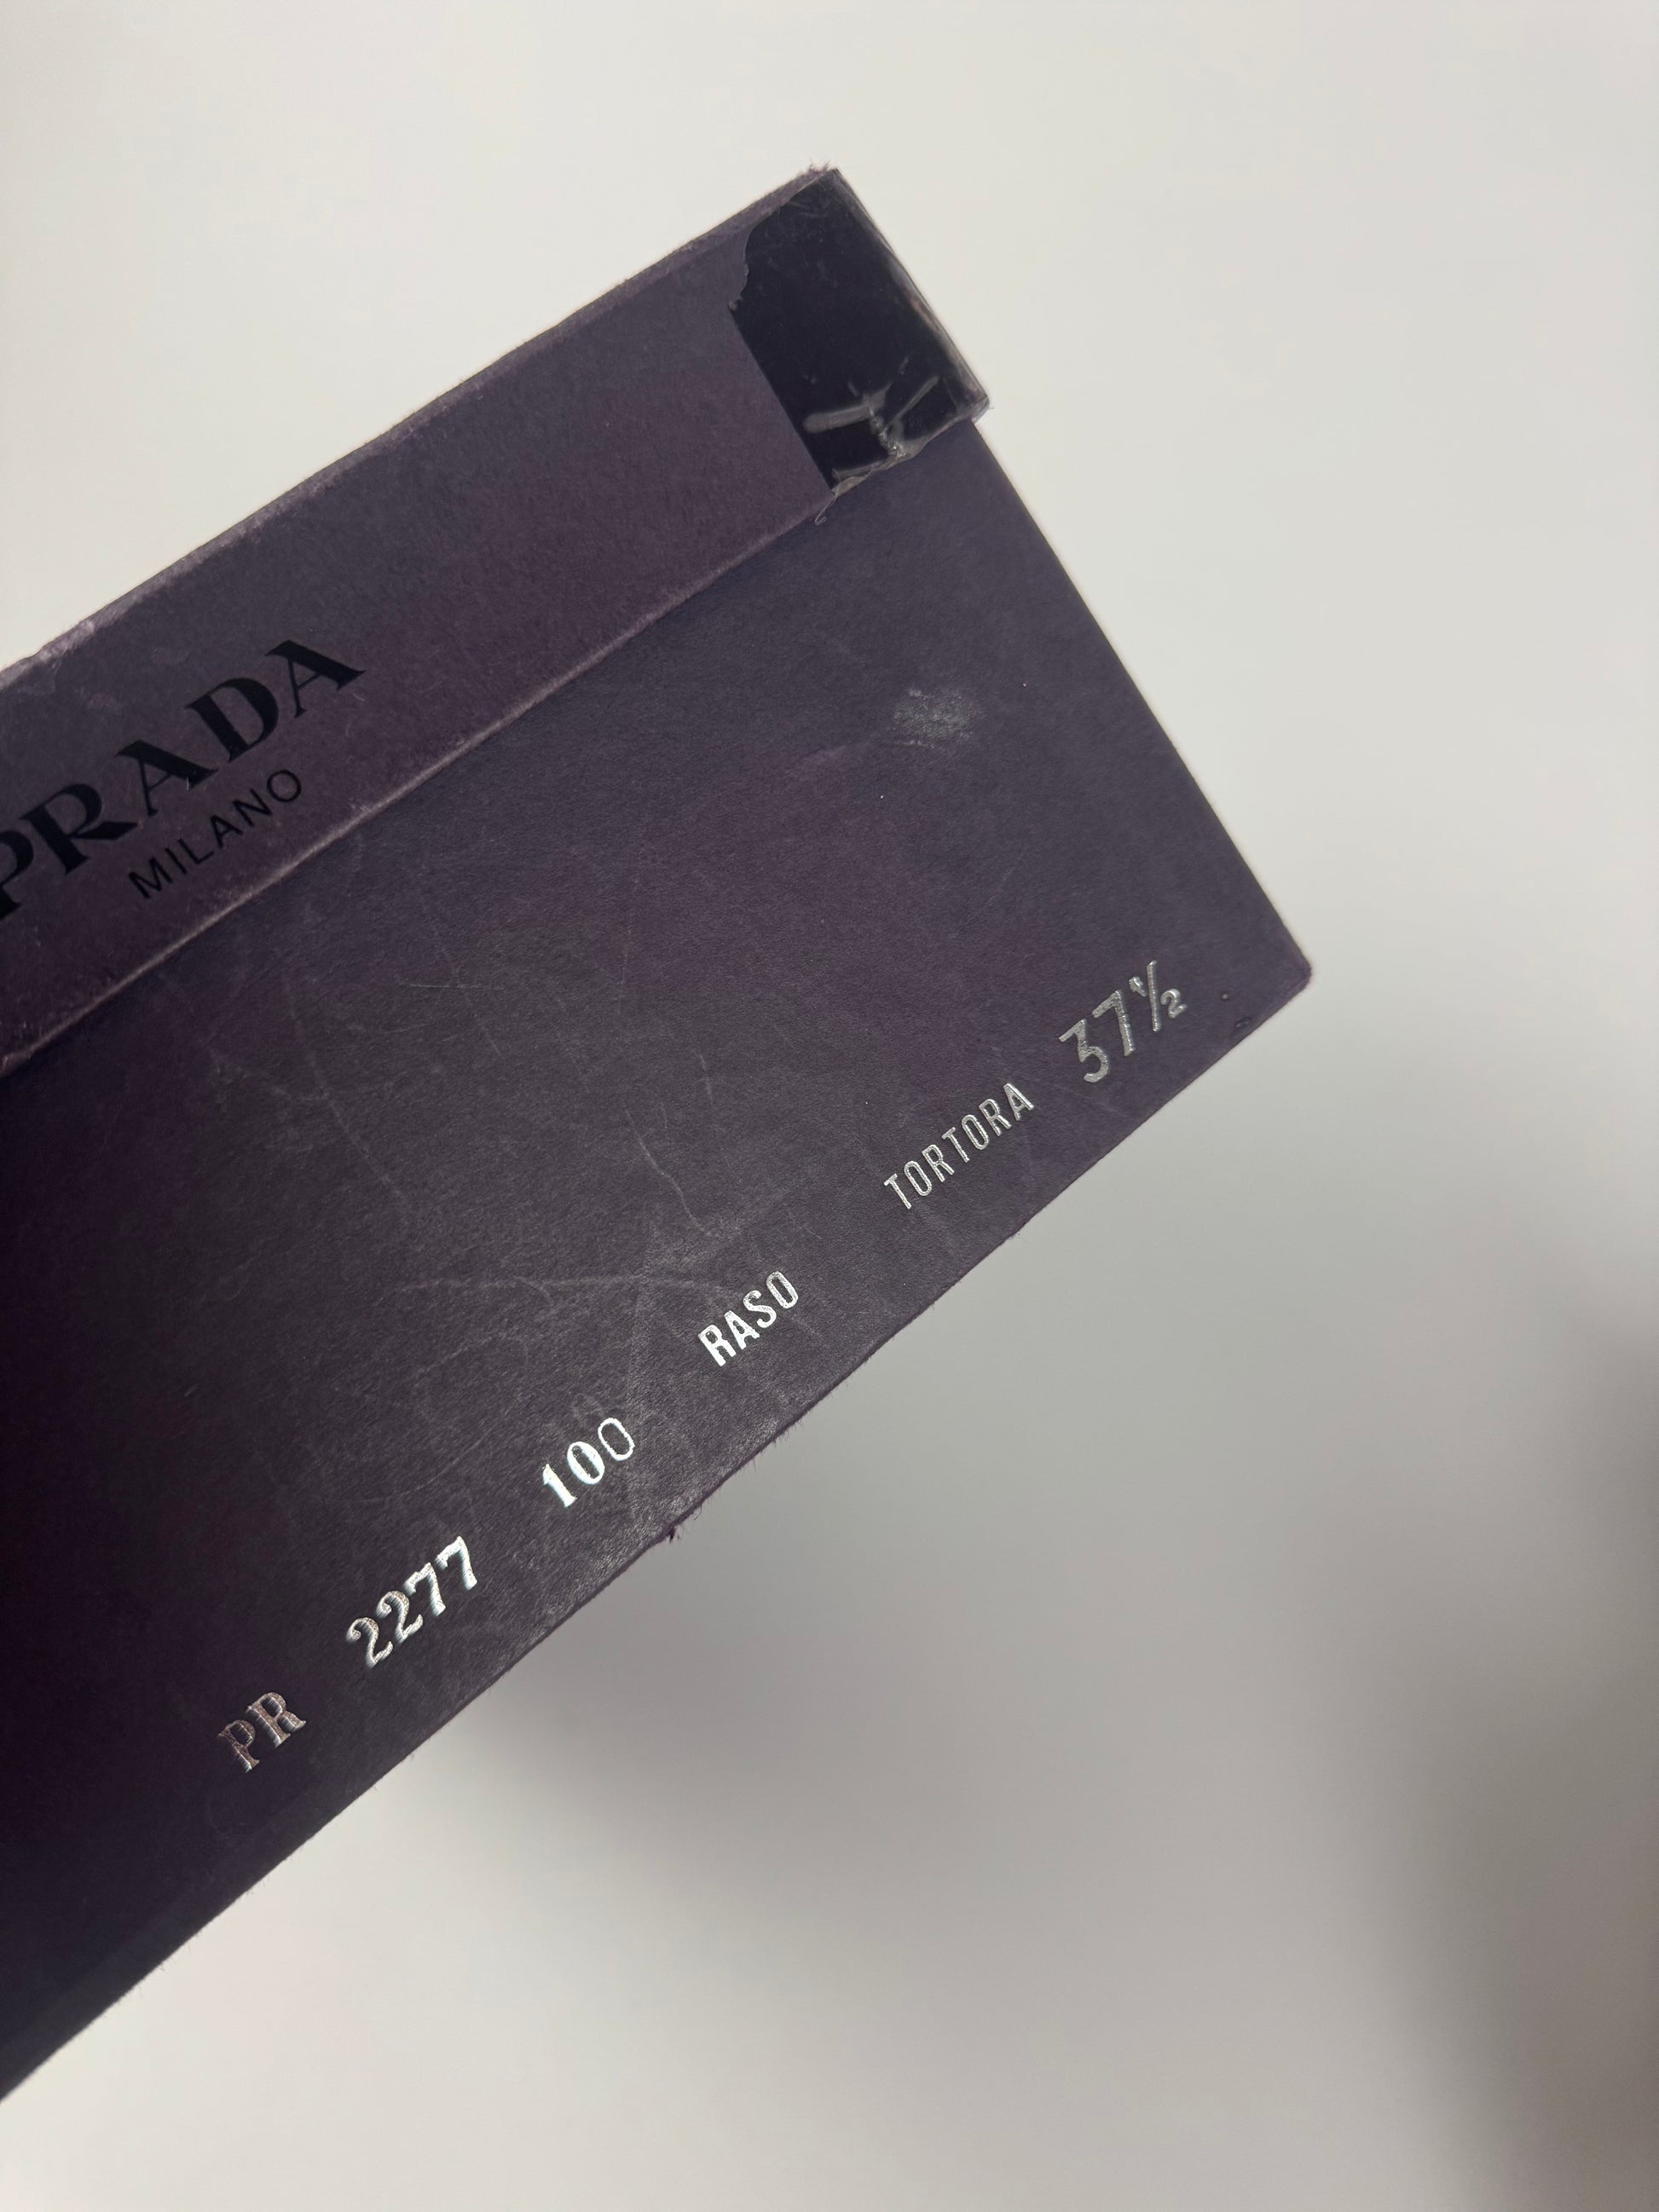 PRADA
MILANO
PR 2277 100 RASO TORTORA 37½